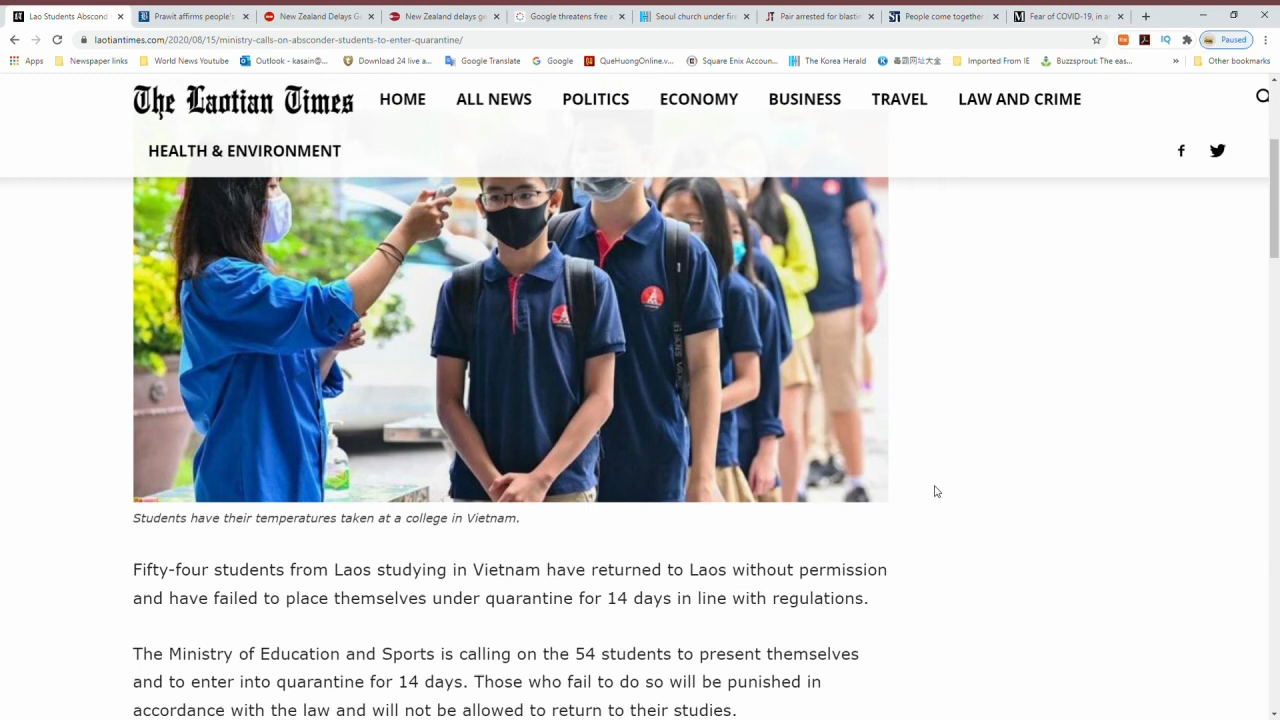 Lao Students Abscond
Prawit affirms people's
New Zealand Delays Ge
New Zealand delays ge
Google threatens free s
Seoul church under fire
Pair arrested for blastin
People come together
Fear of COVID-19, in ar
laotiantimes.com/2020/08/15/ministry-calls-on-absconder-students-to-enter-quarantine/
Paused
Apps Newspaper links World News Youtube Outlook - kasain@... Download 24 live a... Google Translate Google QueHuongOnline.v... Square Enix Accoun... The Korea Herald Imported From IE Buzzsprout: The eas... » Other bookmarks
The Laotian Times HOME ALL NEWS POLITICS ECONOMY BUSINESS TRAVEL LAW AND CRIME
HEALTH & ENVIRONMENT
Students have their temperatures taken at a college in Vietnam.
Fifty-four students from Laos studying in Vietnam have returned to Laos without permission
and have failed to place themselves under quarantine for 14 days in line with regulations.
The Ministry of Education and Sports is calling on the 54 students to present themselves
and to enter into quarantine for 14 days. Those who fail to do so will be punished in
accordance with the law and will not be allowed to return to their studies.